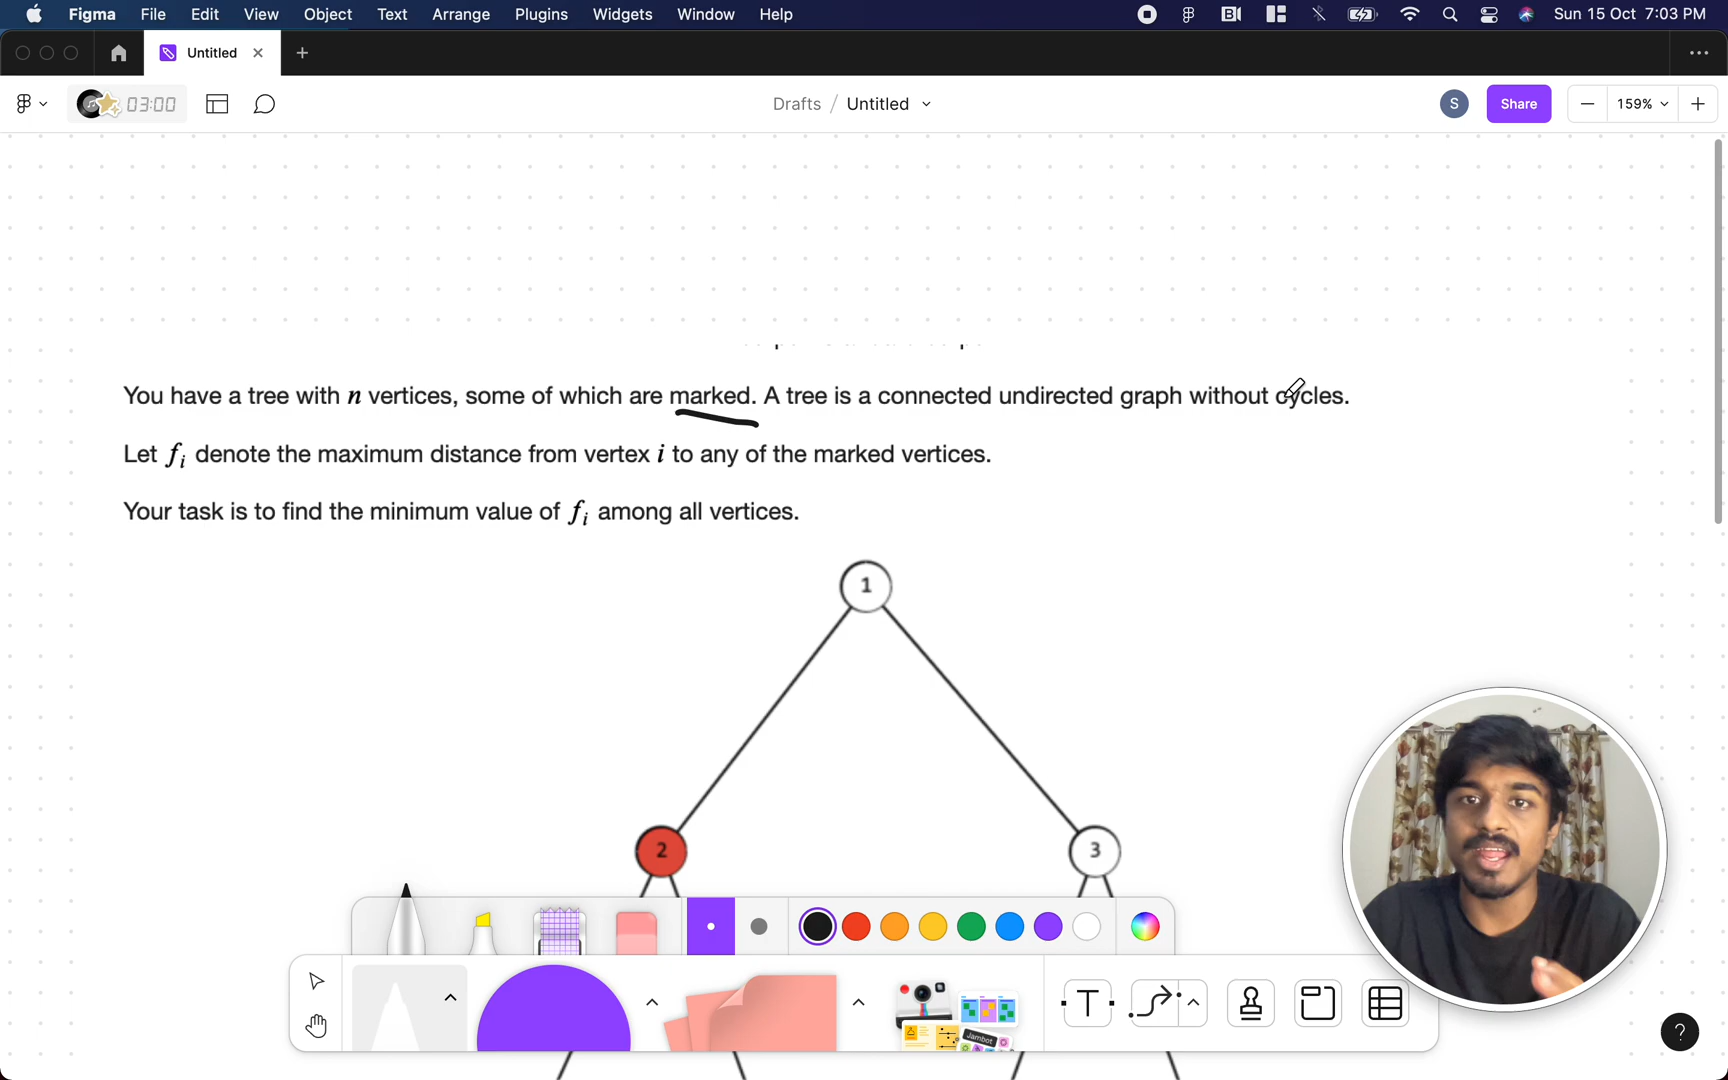 Figma File Edit View Object Text Arrange Plugins Widgets Window Help Sun 15 Oct 7:03 PM
Untitled
03:00 Drafts / Untitled S Share 159%
You have a tree with n vertices, some of which are marked. A tree is a connected undirected graph without cycles.
Let fi denote the maximum distance from vertex i to any of the marked vertices.
Your task is to find the minimum value of fi among all vertices.
1
2 3
T
Jambot
?